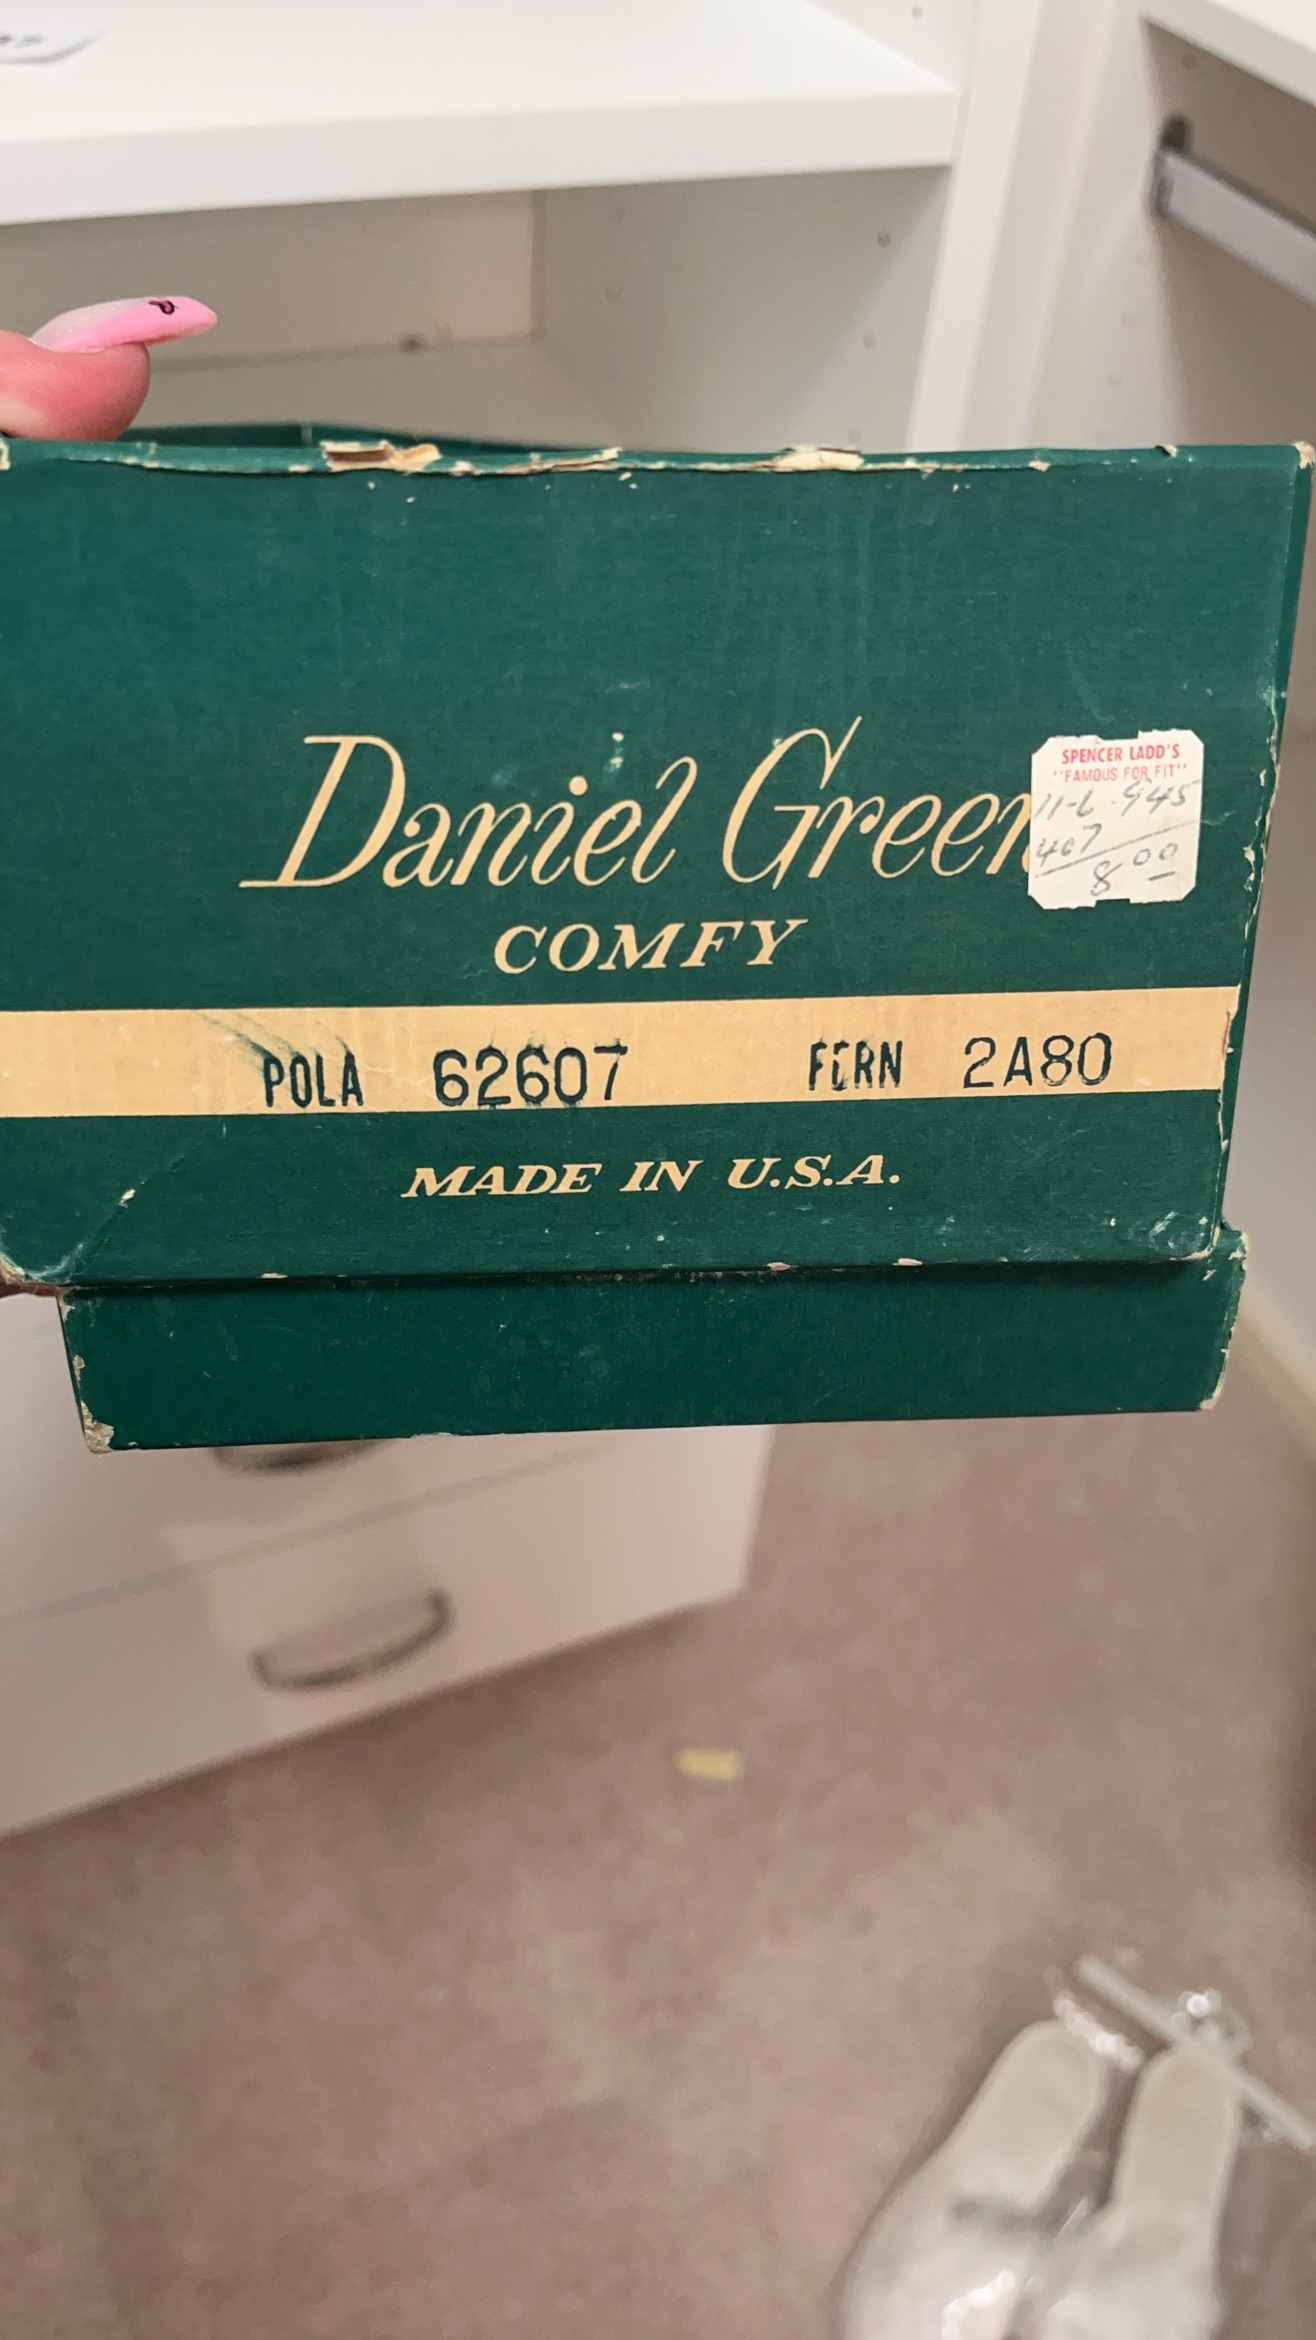 Daniel Green
SPENCER LADD'S
"FAMOUS FOR FIT"
11-6 · 945
407
8 00
COMFY
POLA 62607 FERN 2A80
MADE IN U.S.A.